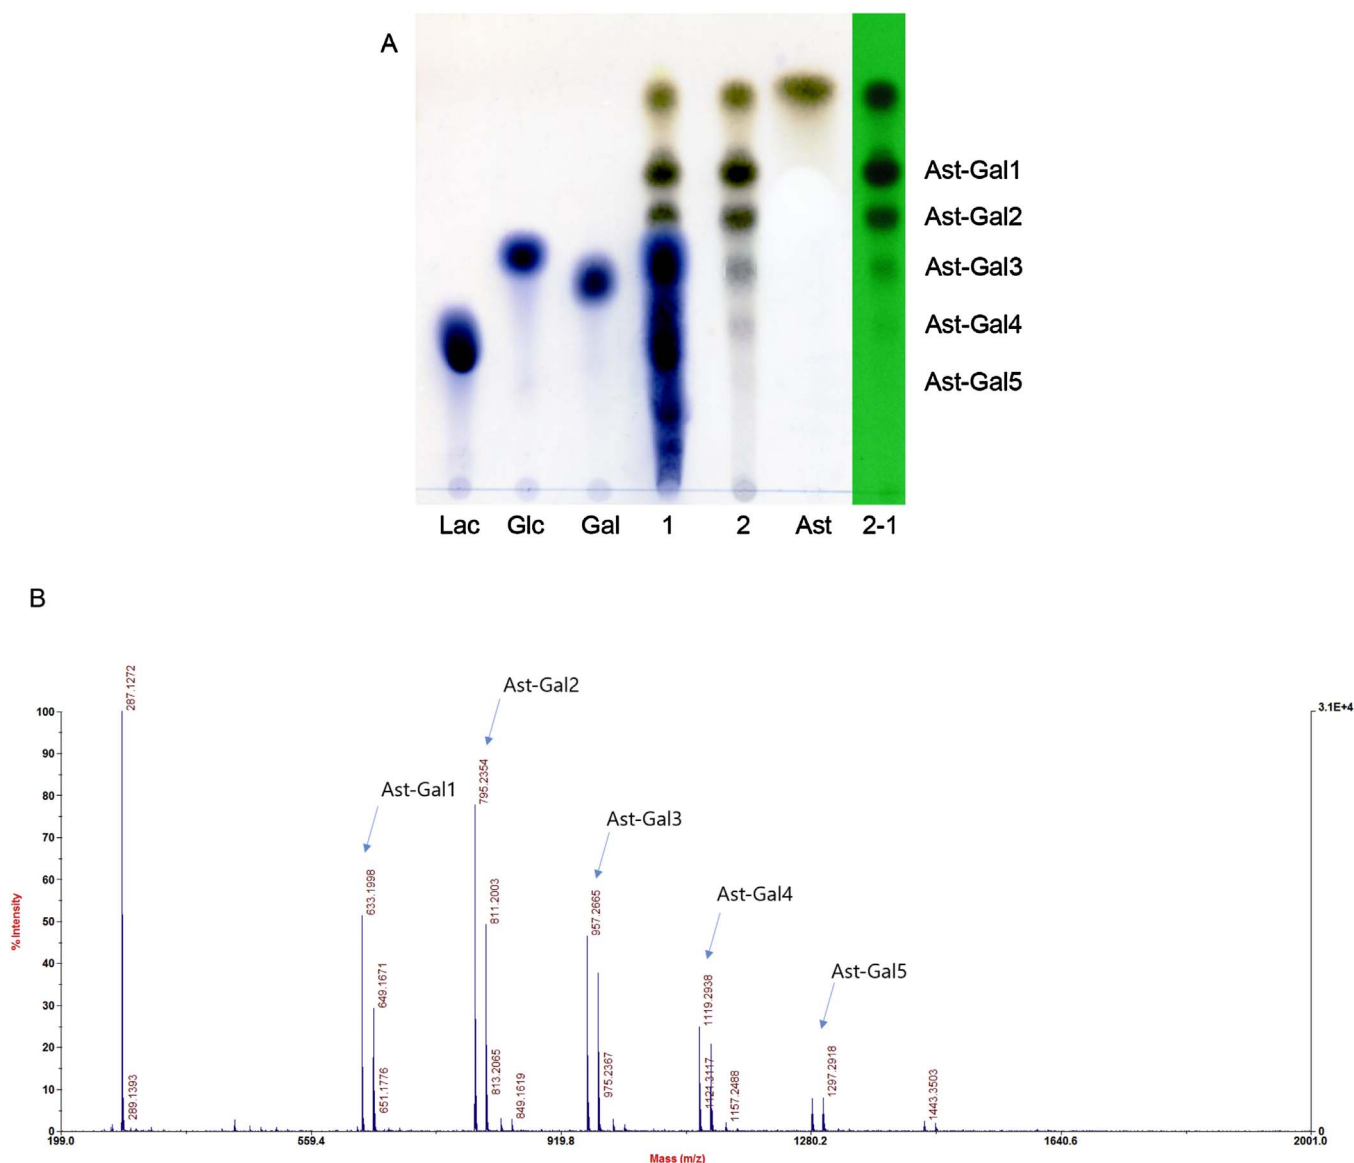 A
Ast-Gal1
Ast-Gal2
Ast-Gal3
Ast-Gal4
Ast-Gal5
Lac Glc Gal 1 2 Ast 2-1
B
Ast-Gal1
Ast-Gal2
Ast-Gal3
Ast-Gal4
Ast-Gal5
287.1272
289.1393
633.1998
649.1671
651.1776
795.2354
811.2003
813.2065
849.1619
957.2665
975.2367
1119.2938
1121.3117
1157.2488
1297.2918
1443.3503
3.1E+4
100
90
80
70
60
50
40
30
20
10
0
0
% Intensity
199.0 559.4 919.8 1280.2 1640.6 2001.0
Mass (m/z)